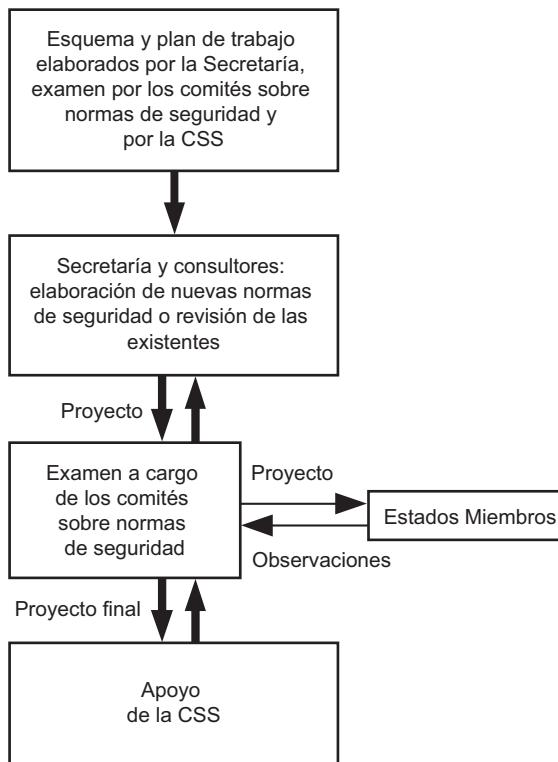 Esquema y plan de trabajo
elaborados por la Secretaría,
examen por los comités sobre
normas de seguridad y
por la CSS
Secretaría y consultores:
elaboración de nuevas normas
de seguridad o revisión de las
existentes
Proyecto
Examen a cargo
de los comités
sobre normas
de seguridad
Proyecto
Estados Miembros
Observaciones
Proyecto final
Apoyo
de la CSS